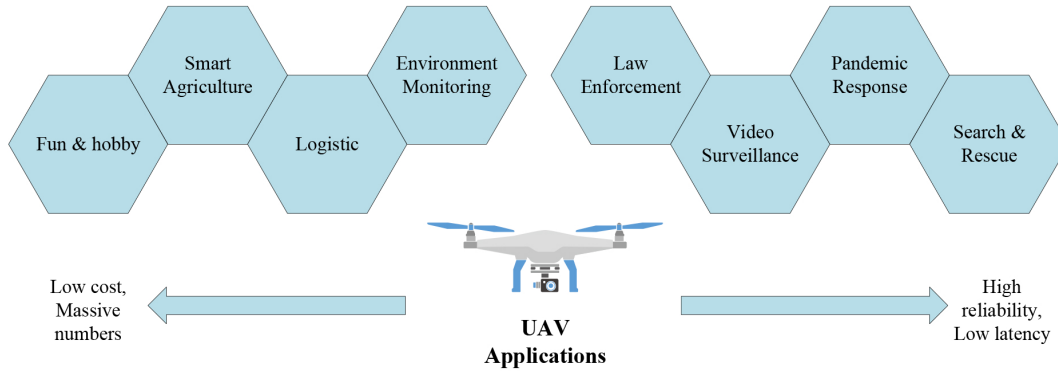 Fun & hobby
Smart
Agriculture
Logistic
Environment
Monitoring
Law
Enforcement
Video
Surveillance
Pandemic
Response
Search &
Rescue
Low cost,
Massive
numbers
UAV
Applications
High
reliability,
Low latency